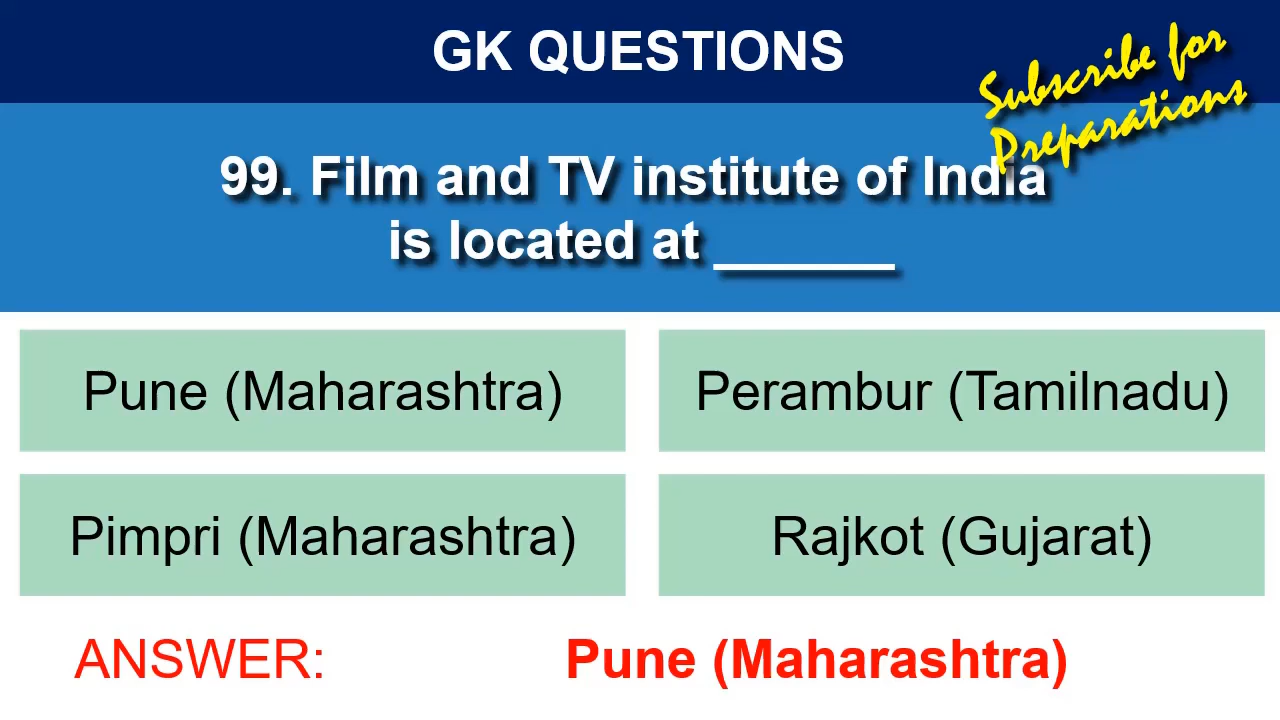 GK QUESTIONS
Subscribe for
Preparations
99. Film and TV institute of India
is located at ______
Pune (Maharashtra)
Perambur (Tamilnadu)
Pimpri (Maharashtra)
Rajkot (Gujarat)
ANSWER: Pune (Maharashtra)